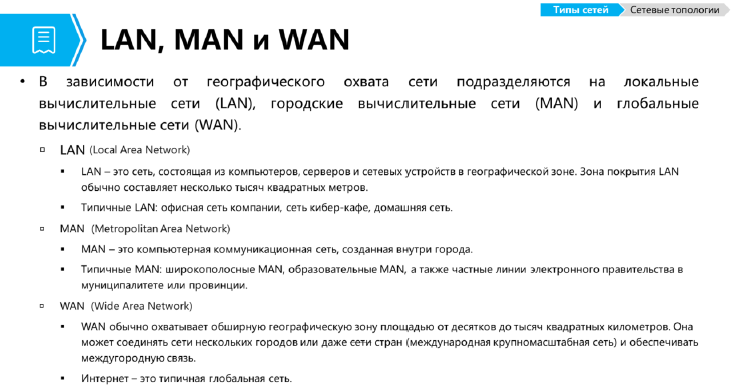 Типы сетей
Сетевые топологии
LAN, MAN и WAN
• В зависимости от географического охвата сети подразделяются на локальные
вычислительные сети (LAN), городские вычислительные сети (MAN) и глобальные
вычислительные сети (WAN).
▫ LAN (Local Area Network)
▪ LAN – это сеть, состоящая из компьютеров, серверов и сетевых устройств в географической зоне. Зона покрытия LAN
обычно составляет несколько тысяч квадратных метров.
▪ Типичные LAN: офисная сеть компании, сеть кибер-кафе, домашняя сеть.
▫ MAN (Metropolitan Area Network)
▪ MAN – это компьютерная коммуникационная сеть, созданная внутри города.
▪ Типичные MAN: широкополосные MAN, образовательные MAN, а также частные линии электронного правительства в
муниципалитете или провинции.
▫ WAN (Wide Area Network)
▪ WAN обычно охватывает обширную географическую зону площадью от десятков до тысяч квадратных километров. Она
может соединять сети нескольких городов или даже сети стран (международная крупномасштабная сеть) и обеспечивать
междугородную связь.
▪ Интернет – это типичная глобальная сеть.